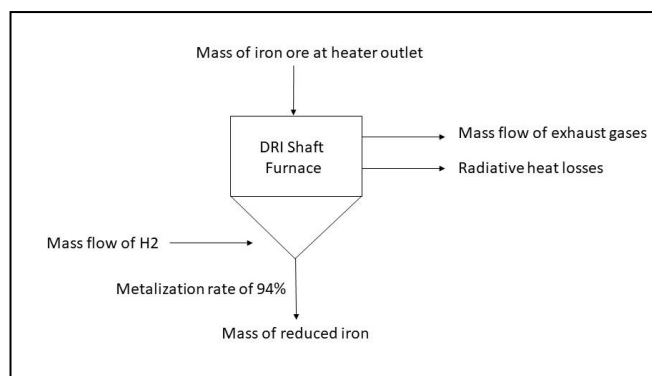 Mass of iron ore at heater outlet
DRI Shaft
Furnace
Mass flow of exhaust gases
Radiative heat losses
Mass flow of H2
Metalization rate of 94%
Mass of reduced iron